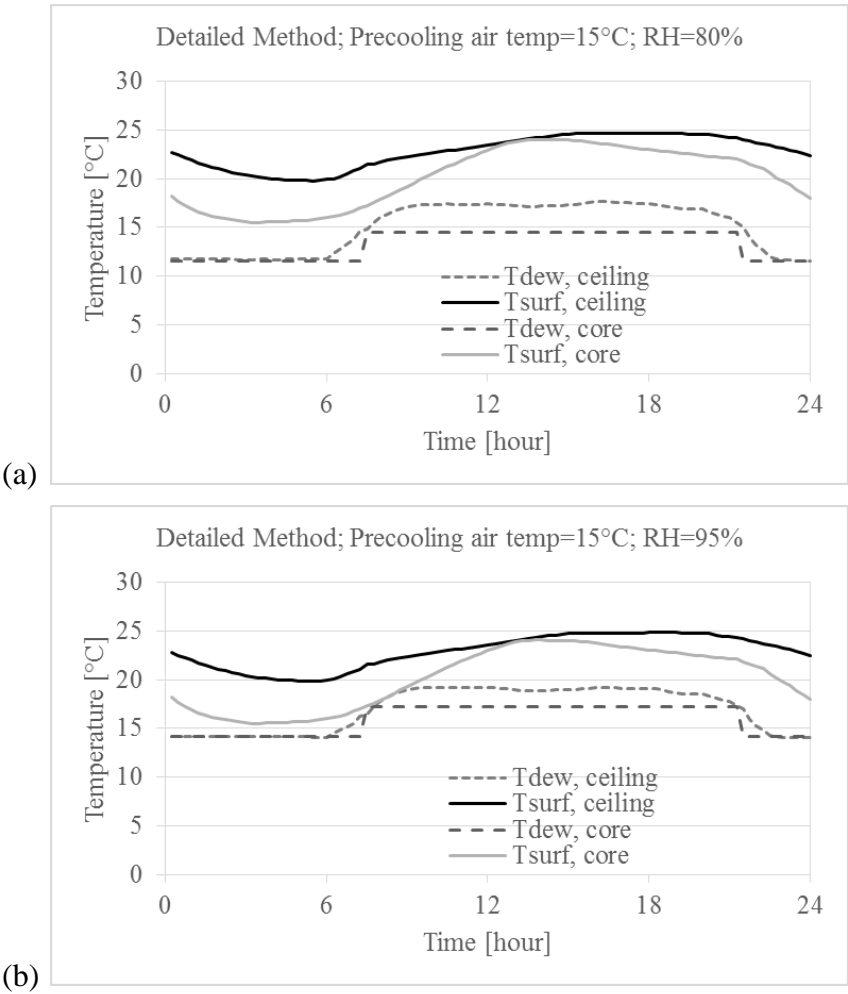 Detailed Method; Precooling air temp=15°C; RH=80%
30
25
20
15
10
5
0
Temperature [°C]
Tdew, ceiling
Tsurf, ceiling
Tdew, core
Tsurf, core
0 6 12 18 24
Time [hour]
(a)
Detailed Method; Precooling air temp=15°C; RH=95%
30
25
20
15
10
5
0
Temperature [°C]
Tdew, ceiling
Tsurf, ceiling
Tdew, core
Tsurf, core
0 6 12 18 24
Time [hour]
(b)